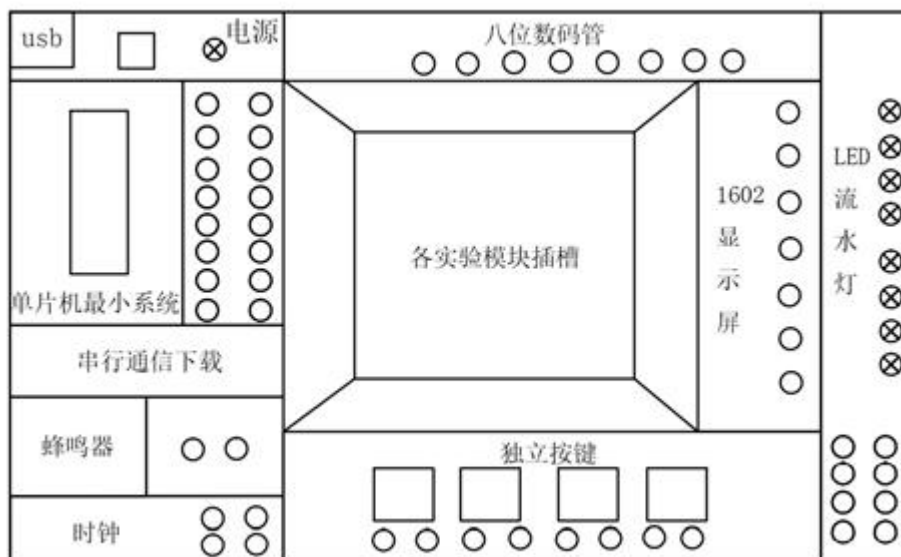 usb
电源
八位数码管
单片机最小系统
各实验模块插槽
1602
显
示
屏
LED
流
水
灯
串行通信下载
蜂鸣器
独立按键
时钟